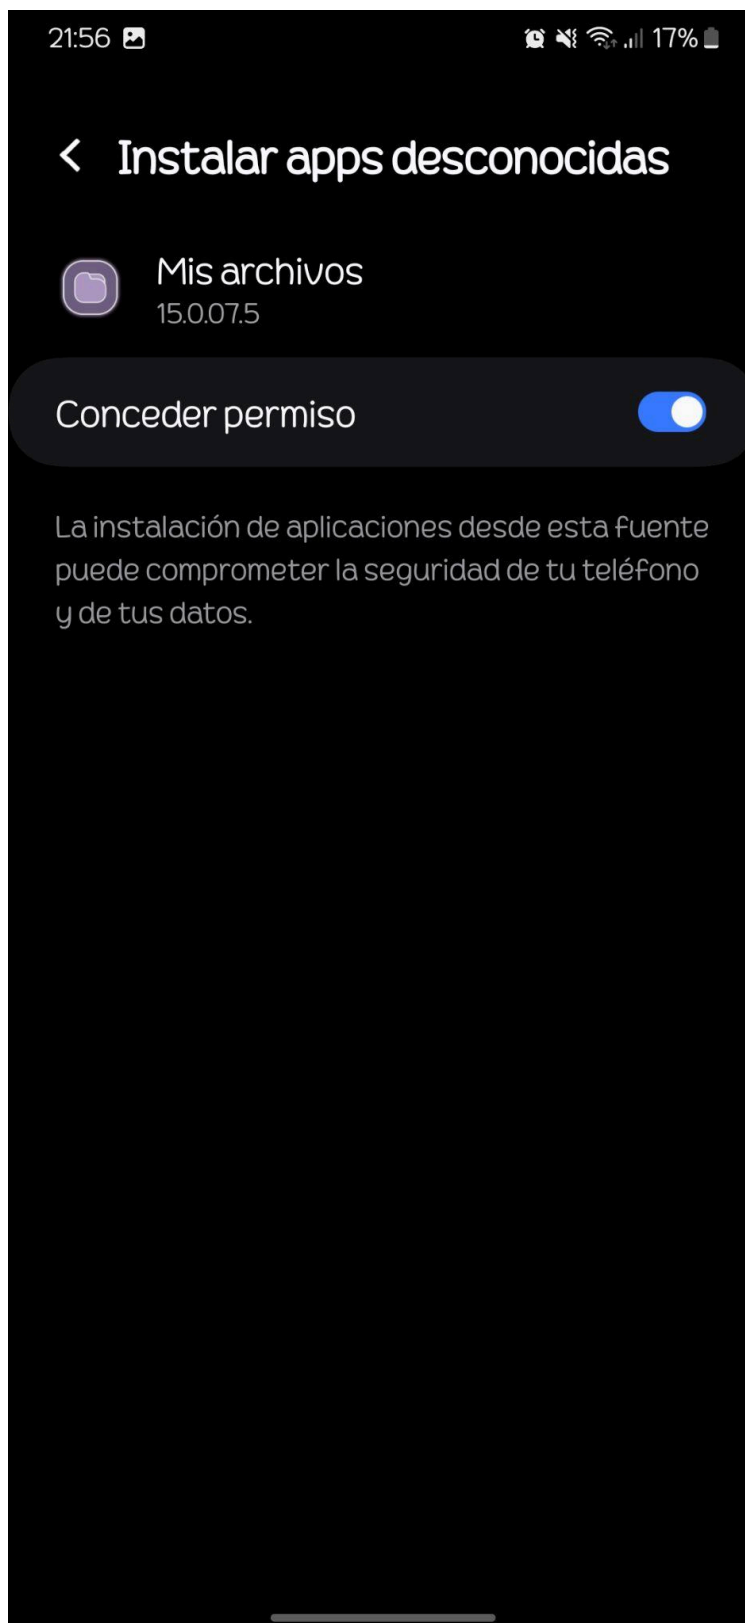 21:56 17%
Instalar apps desconocidas
Mis archivos
15.0.07.5
Conceder permiso
La instalación de aplicaciones desde esta fuente
puede comprometer la seguridad de tu teléfono
y de tus datos.